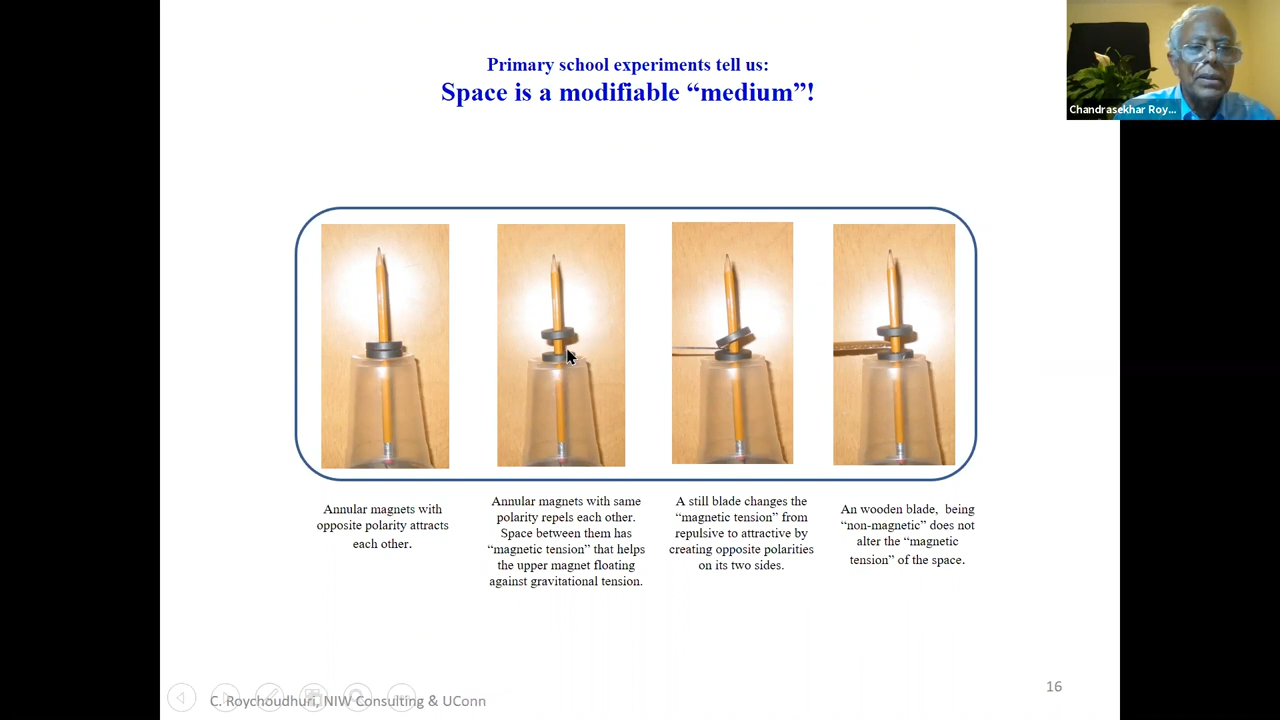 Primary school experiments tell us:
Space is a modifiable “medium”!
Chandrasekhar Roy...
Annular magnets with
opposite polarity attracts
each other.
Annular magnets with same
polarity repels each other.
Space between them has
“magnetic tension” that helps
the upper magnet floating
against gravitational tension.
A still blade changes the
“magnetic tension” from
repulsive to attractive by
creating opposite polarities
on its two sides.
An wooden blade, being
“non-magnetic” does not
alter the “magnetic
tension” of the space.
C. Roychoudhuri, NIW Consulting & UConn
16